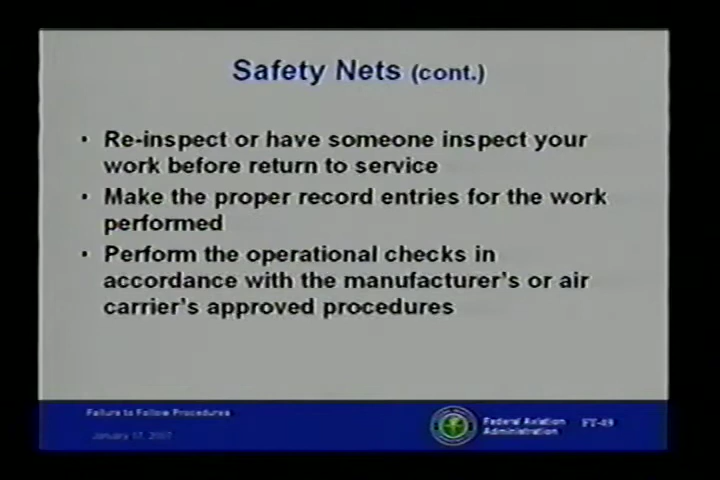 Safety Nets (cont.)
• Re-inspect or have someone inspect your
work before return to service
• Make the proper record entries for the work
performed
• Perform the operational checks in
accordance with the manufacturer's or air
carrier's approved procedures
Failure to Follow Procedures
January 17, 2007
Federal Aviation
Administration
FT-49